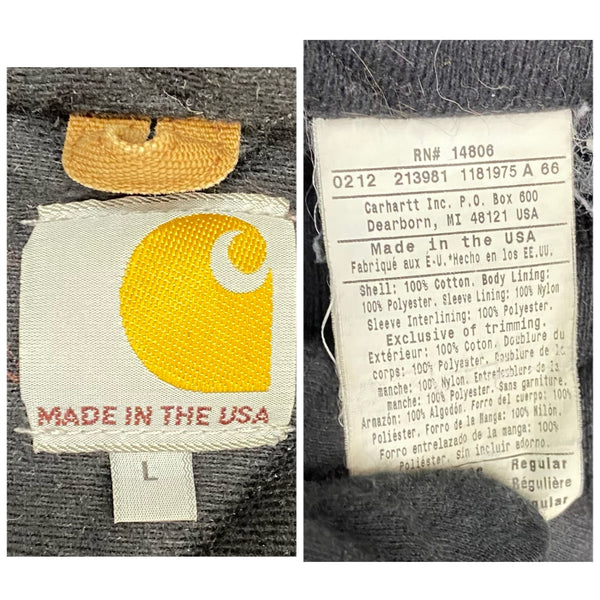 MADE IN THE USA
L
RN# 14806
0212 213981 1181975 A 66
Carhartt Inc. P.O. Box 600
Dearborn, MI 48121 USA
Made in the USA
Fabriqué aux É-U.*Hecho en los EE.UU.
Shell: 100% Cotton. Body Lining:
100% Polyester. Sleeve Lining: 100% Nylon
Sleeve Interlining: 100% Polyester.
Exclusive of trimming.
Extérieur: 100% Coton. Doublure du
corps: 100% Polyester. Doublure de la
manche: 100% Nylon. Entredoublure de la
manche: 100% Polyester. Sans garniture.
Armazón: 100% Algodón. Forro del cuerpo: 100%
Poliéster. Forro de la Manga: 100% Nilón.
Forro entrelazado de la manga: 100%
Poliéster, sin incluir adorno.
Regular
Régulière